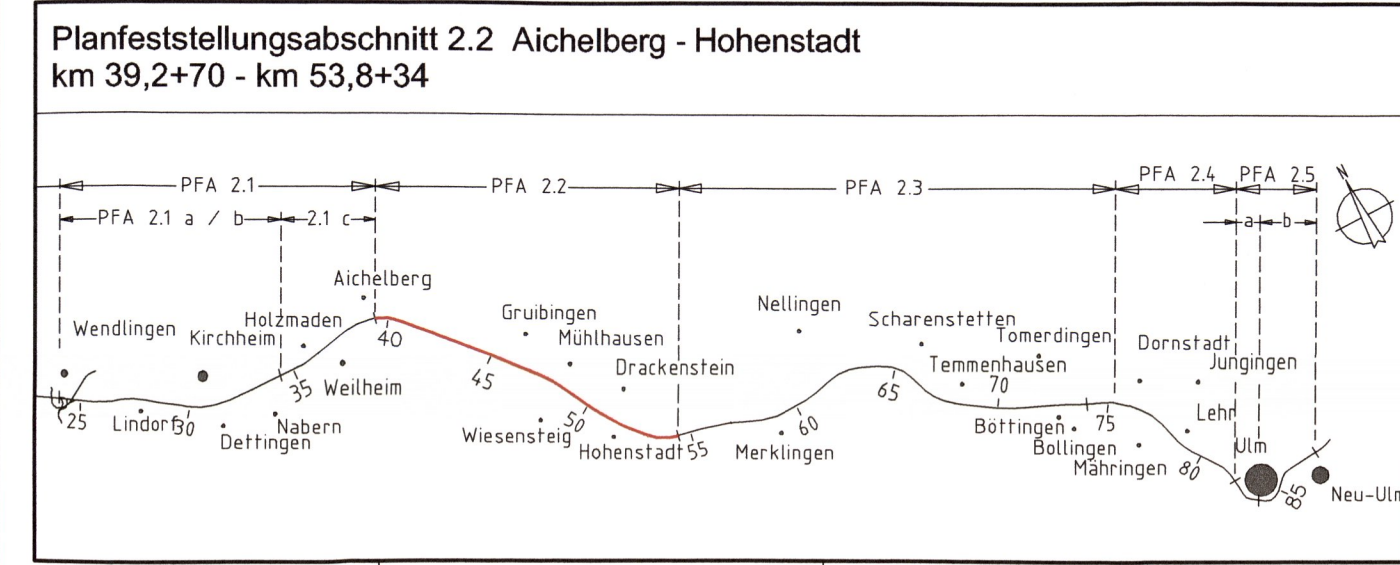 Planfeststellungsabschnitt 2.2 Aichelberg - Hohenstadt
km 39,2+70 - km 53,8+34
PFA 2.1
PFA 2.2
PFA 2.3
PFA 2.4
PFA 2.5
N
PFA 2.1 a / b
2.1 c
a
b
Aichelberg
Wendlingen
Kirchheim
Holzmaden
Gruibingen
Mühlhausen
Drackenstein
Nellingen
Scharenstetten
Tomerdingen
Temmenhausen
Dornstadt
Jungingen
25
Lindorf
30
Dettingen
Nabern
35
Weilheim
40
45
50
Wiesensteig
Hohenstadt
55
Merklingen
60
65
70
Böttingen
75
Bollingen
Mähringen
80
Lehr
Ulm
85
Neu-Ulm